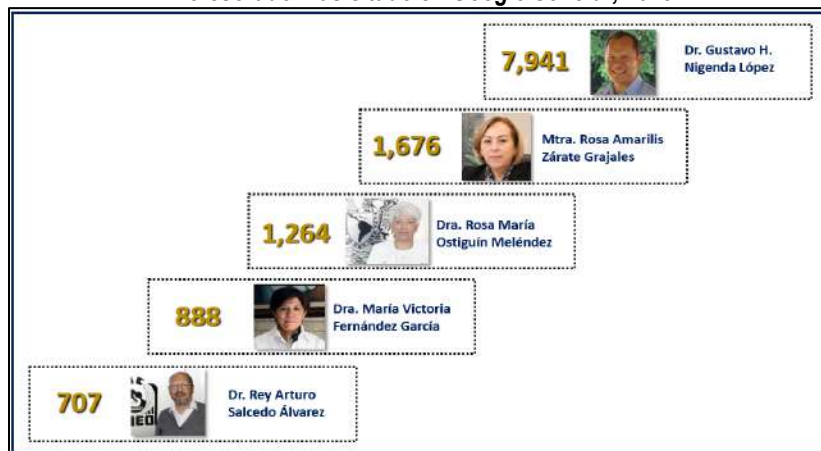 7,941
Dr. Gustavo H.
Nigenda López
1,676
Mtra. Rosa Amarilis
Zárate Grajales
1,264
Dra. Rosa María
Ostiguín Meléndez
888
Dra. María Victoria
Fernández García
707
Dr. Rey Arturo
Salcedo Álvarez